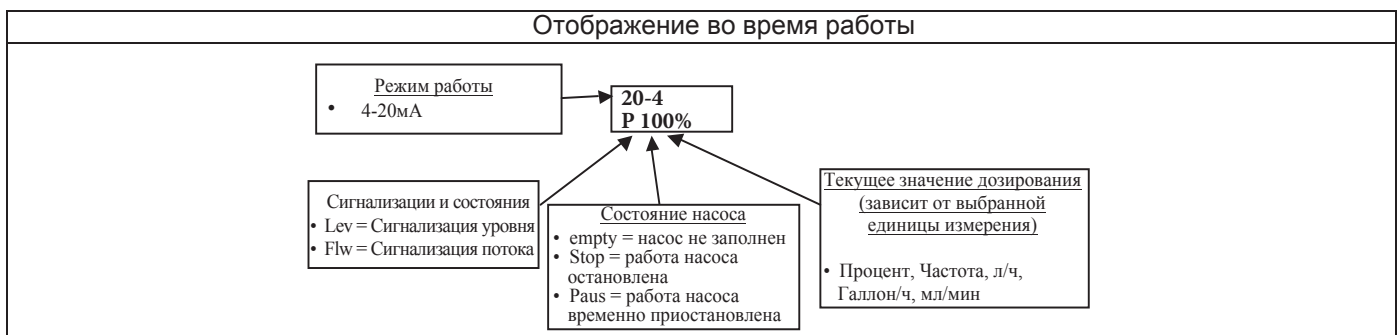 Отображение во время работы
Режим работы
• 4-20мА
20-4
P 100%
Сигнализации и состояния
• Lev = Сигнализация уровня
• Flw = Сигнализация потока
Состояние насоса
• empty = насос не заполнен
• Stop = работа насоса
остановлена
• Paus = работа насоса
временно приостановлена
Текущее значение дозирования
(зависит от выбранной
единицы измерения)
• Процент, Частота, л/ч,
Галлон/ч, мл/мин